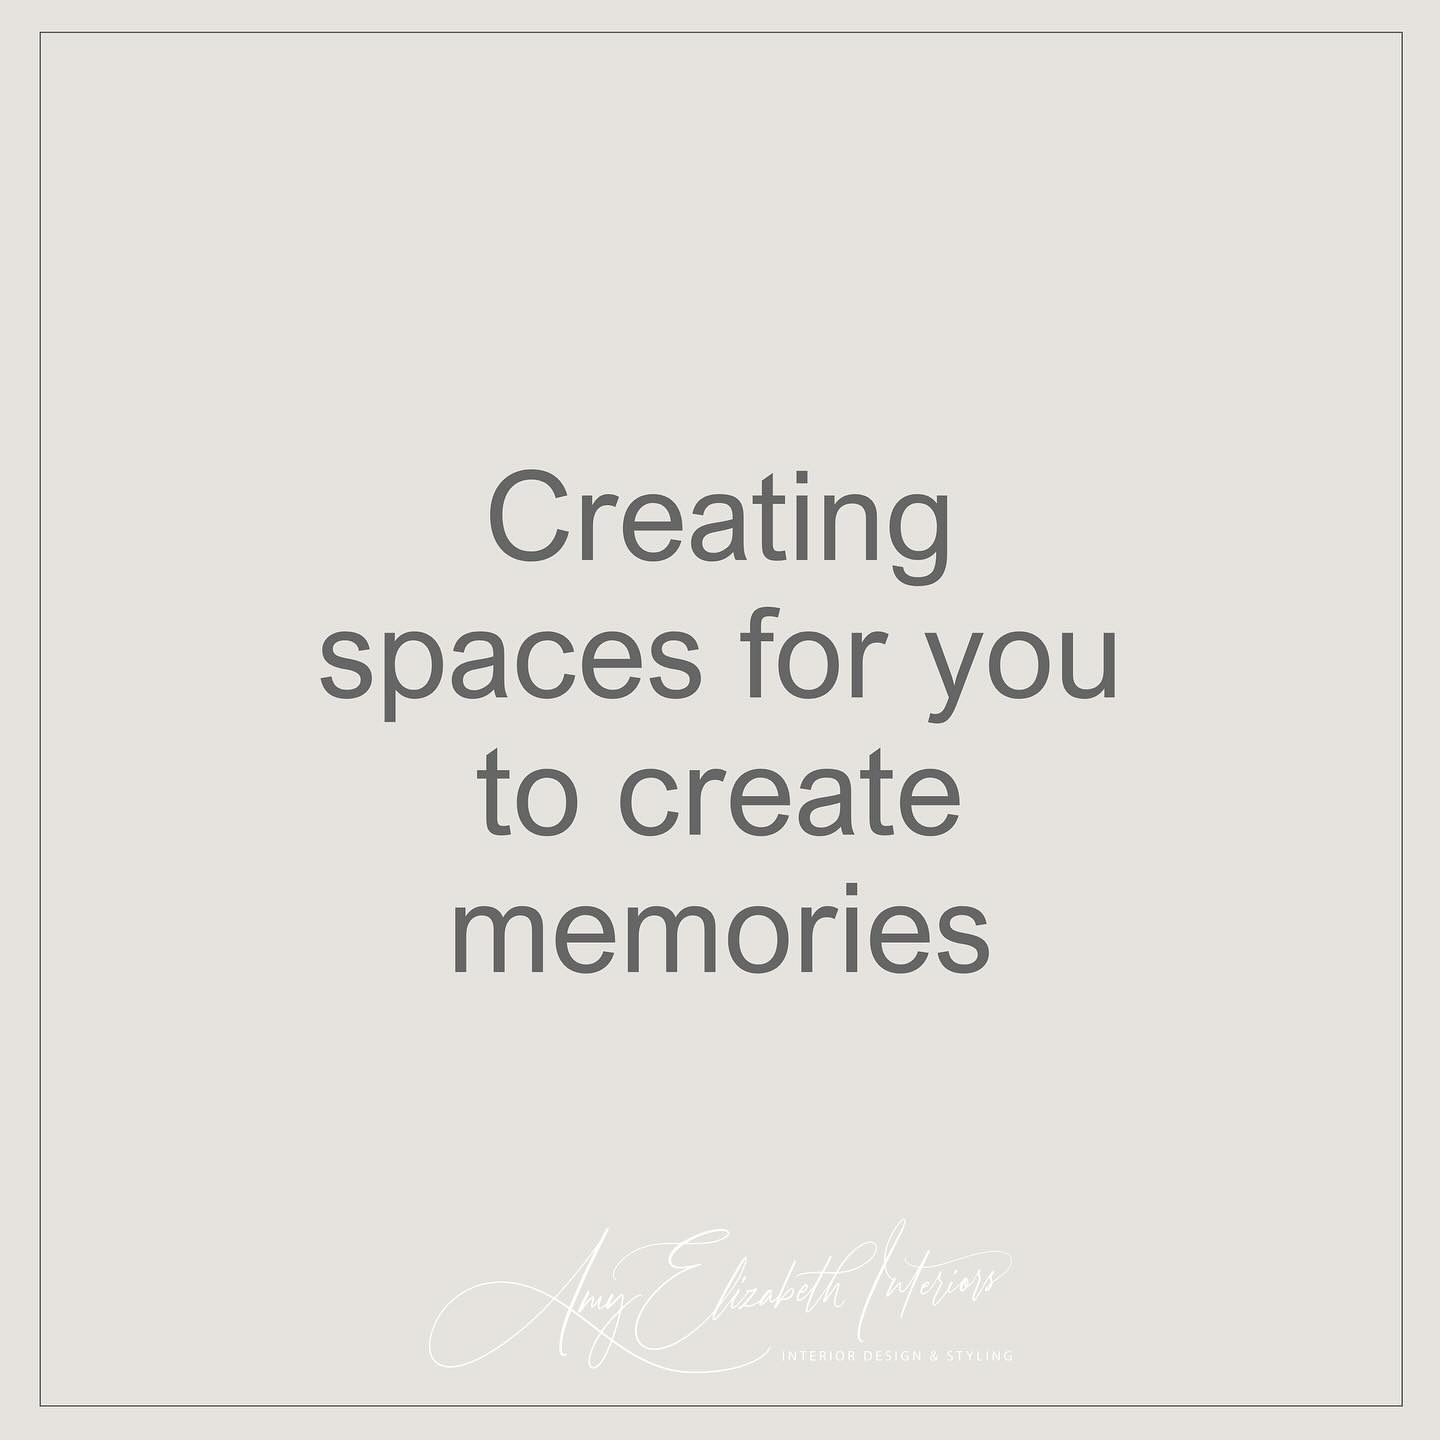 Creating
spaces for you
to create
memories
Amy Elizabeth Interiors
INTERIOR DESIGN & STYLING